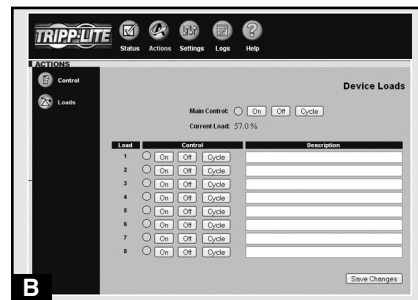 TRIPP·LITE
Status Actions Settings Logs Help
ACTIONS
Control
Loads
Device Loads
Main Control: On Off Cycle
Current Load: 57.0 %
Load Control Description
1 On Off Cycle
2 On Off Cycle
3 On Off Cycle
4 On Off Cycle
5 On Off Cycle
6 On Off Cycle
7 On Off Cycle
8 On Off Cycle
Save Changes
B